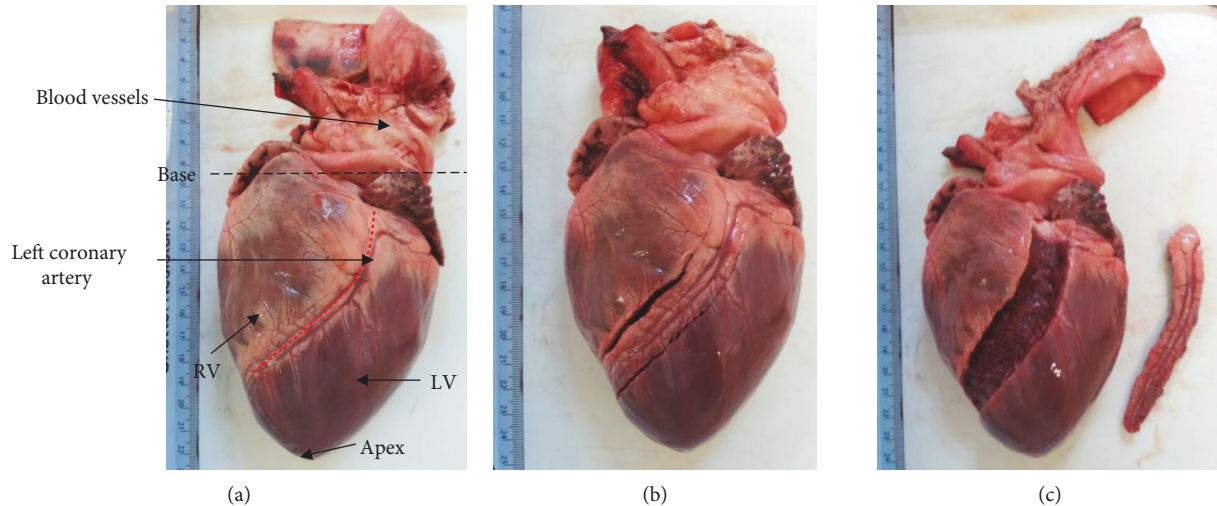 Blood vessels
Base
Left coronary
artery
RV
LV
Apex
(a)
(b)
(c)